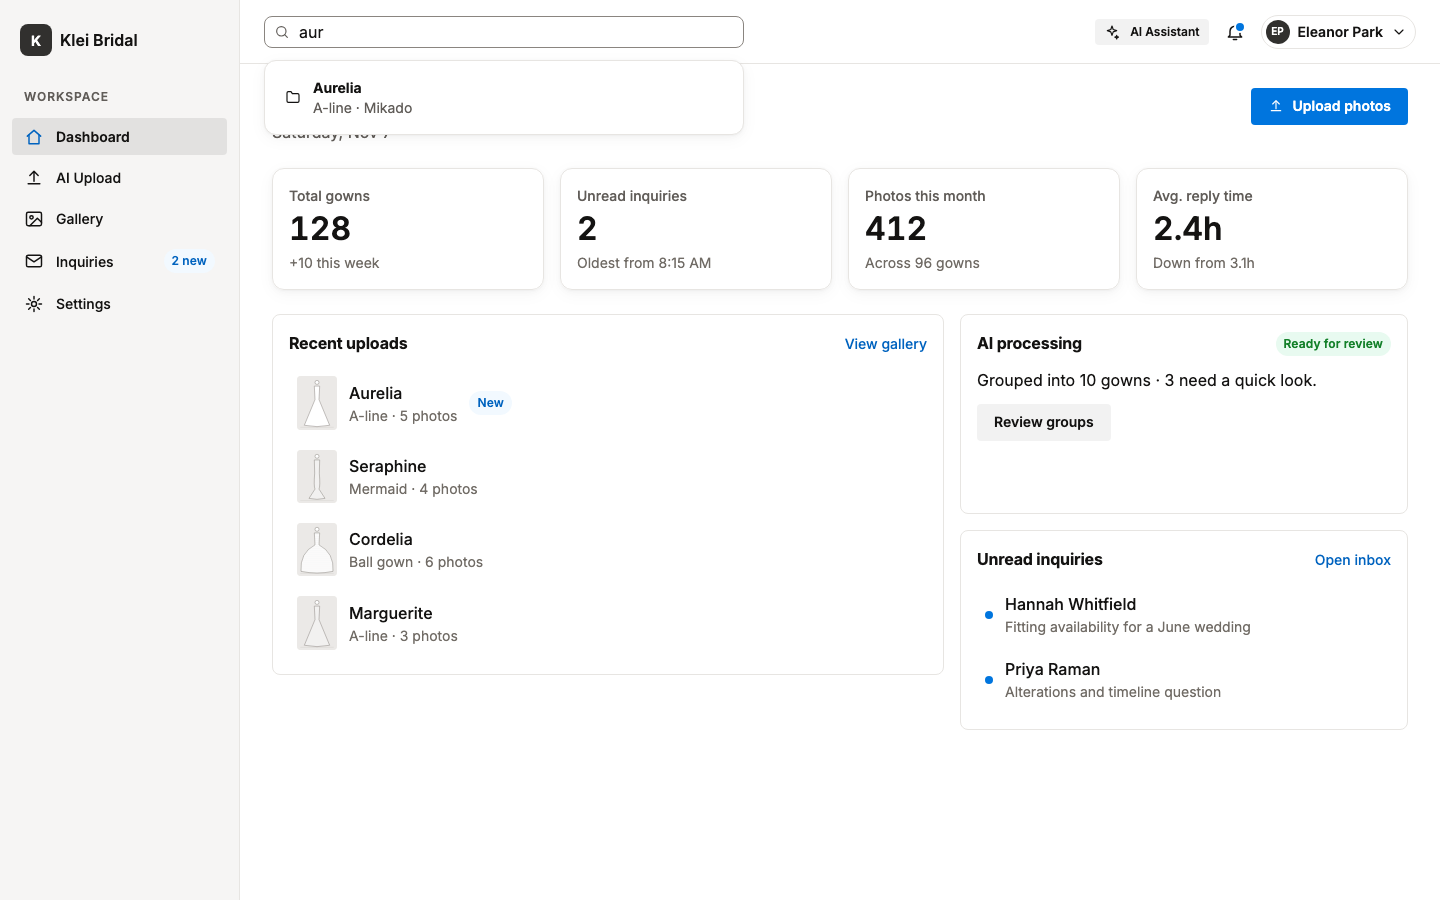 K Klei Bridal
aur
AI Assistant
EP Eleanor Park
WORKSPACE
Dashboard
AI Upload
Gallery
Inquiries 2 new
Settings
Aurelia
A-line · Mikado
Saturday, Nov 7
Upload photos
Total gowns
128
+10 this week
Unread inquiries
2
Oldest from 8:15 AM
Photos this month
412
Across 96 gowns
Avg. reply time
2.4h
Down from 3.1h
Recent uploads
View gallery
Aurelia
A-line · 5 photos
New
Seraphine
Mermaid · 4 photos
Cordelia
Ball gown · 6 photos
Marguerite
A-line · 3 photos
AI processing
Ready for review
Grouped into 10 gowns · 3 need a quick look.
Review groups
Unread inquiries
Open inbox
Hannah Whitfield
Fitting availability for a June wedding
Priya Raman
Alterations and timeline question